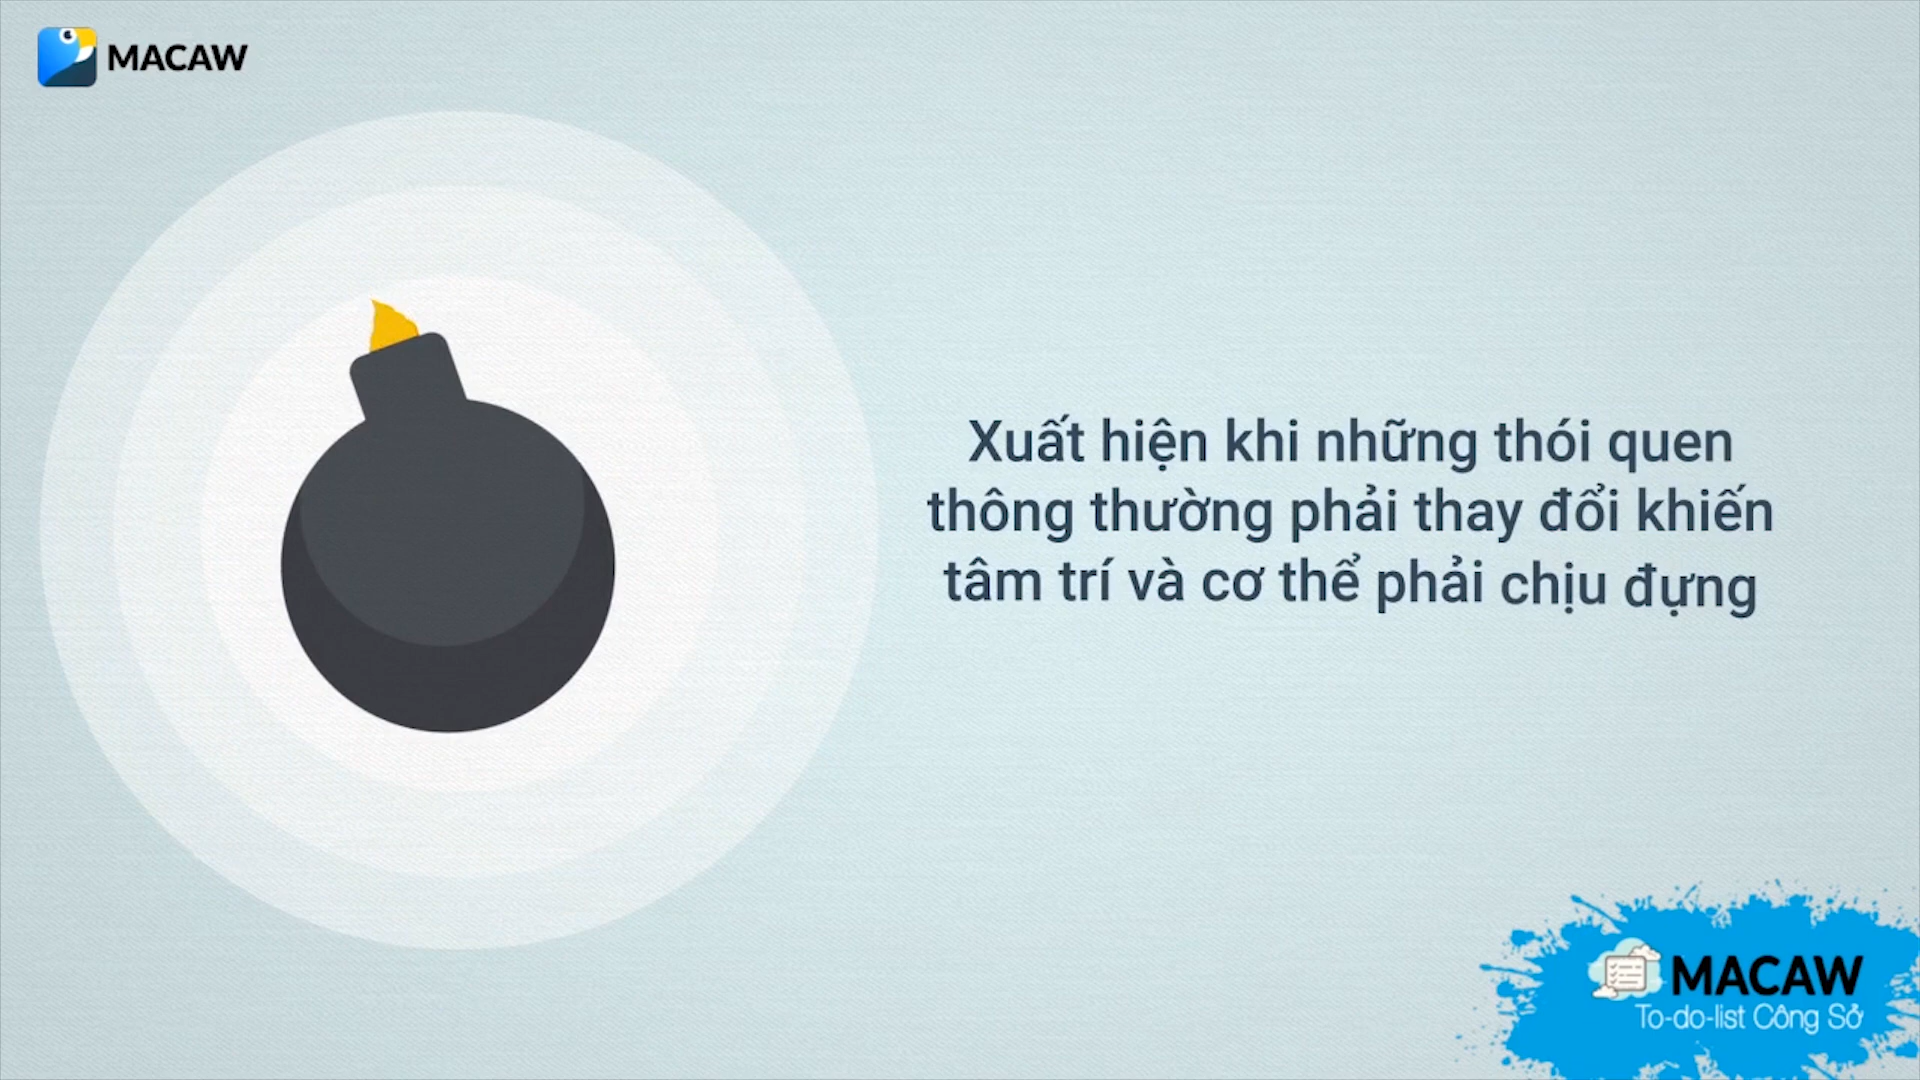 MACAW
Xuất hiện khi những thói quen
thông thường phải thay đổi khiến
tâm trí và cơ thể phải chịu đựng
MACAW
To-do-list Công Sở